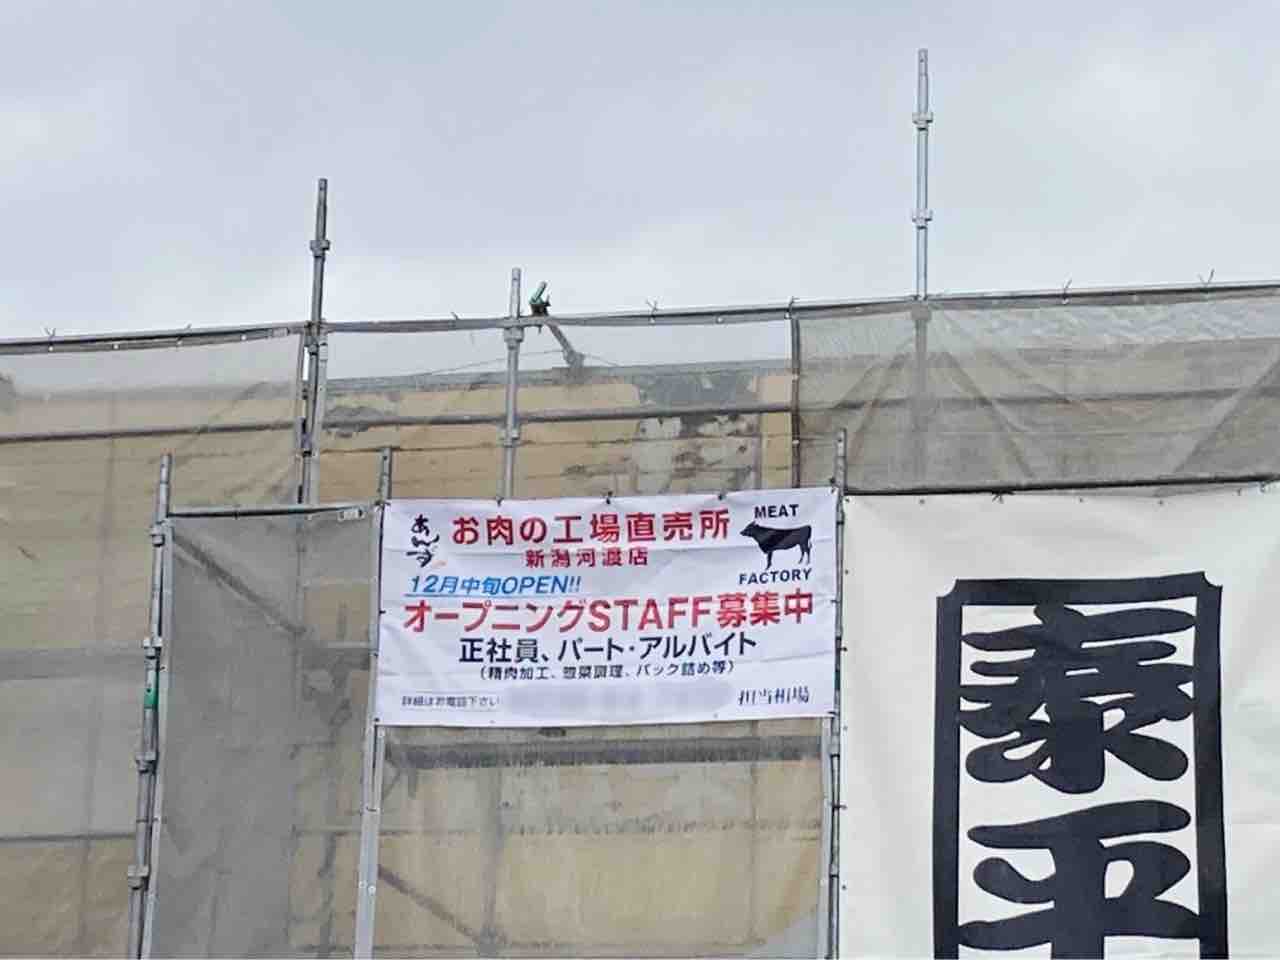 あんず
お肉の工場直売所
新潟河渡店
MEAT
FACTORY
12月中旬OPEN!!
オープニングSTAFF募集中
正社員、パート・アルバイト
(精肉加工、惣菜調理、パック詰め等)
詳細はお電話下さい
担当相場
泰平